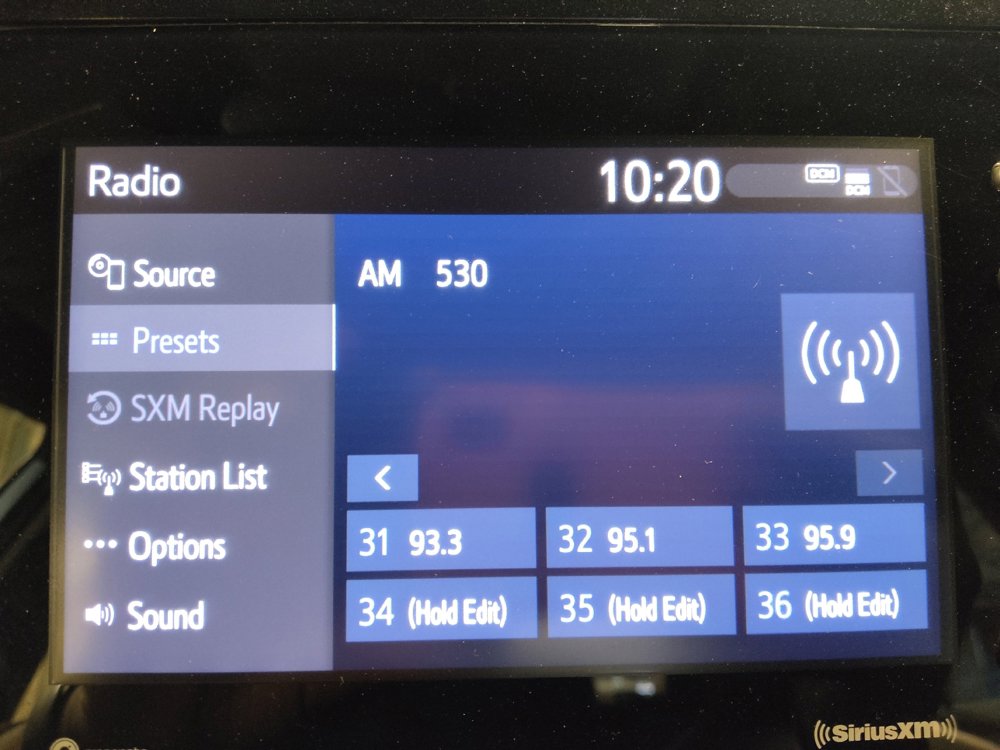 Radio
10:20
DCM
DCM
Source
Presets
SXM Replay
Station List
Options
Sound
AM 530
<
>
31 93.3
32 95.1
33 95.9
34 (Hold Edit)
35 (Hold Edit)
36 (Hold Edit)
SiriusXM